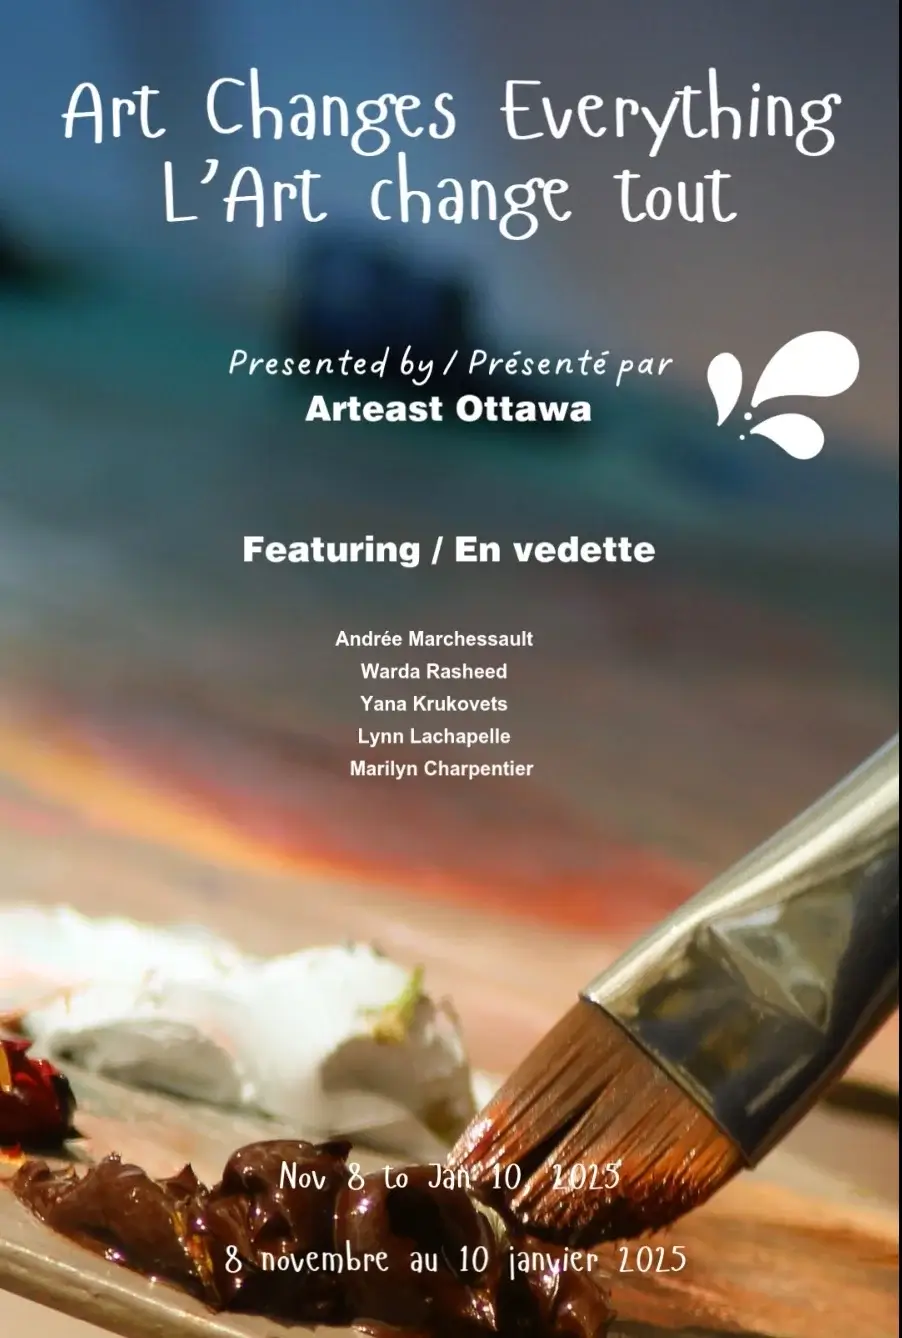 Art Changes Everything
L'Art change tout
Presented by / Présenté par
Arteast Ottawa
Featuring / En vedette
Andrée Marchessault
Warda Rasheed
Yana Krukovets
Lynn Lachapelle
Marilyn Charpentier
Nov 8 to Jan 10, 2025
8 novembre au 10 janvier 2025